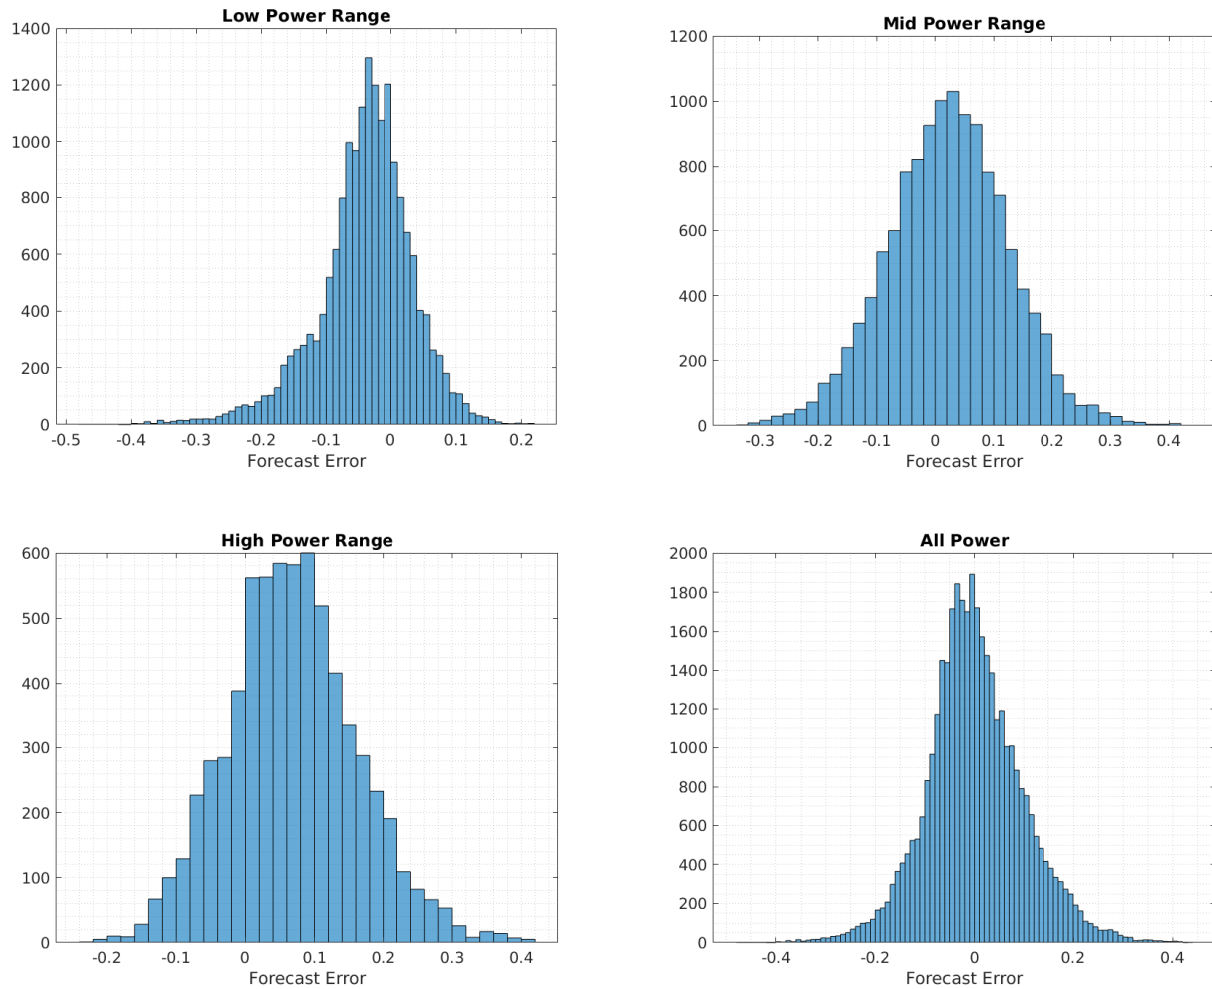 Low Power Range
1400
1200
1000
800
600
400
200
0
-0.5 -0.4 -0.3 -0.2 -0.1 0 0.1 0.2
Forecast Error
Mid Power Range
1200
1000
800
600
400
200
0
-0.3 -0.2 -0.1 0 0.1 0.2 0.3 0.4
Forecast Error
High Power Range
600
500
400
300
200
100
0
-0.2 -0.1 0 0.1 0.2 0.3 0.4
Forecast Error
All Power
2000
1800
1600
1400
1200
1000
800
600
400
200
0
-0.4 -0.2 0 0.2 0.4
Forecast Error